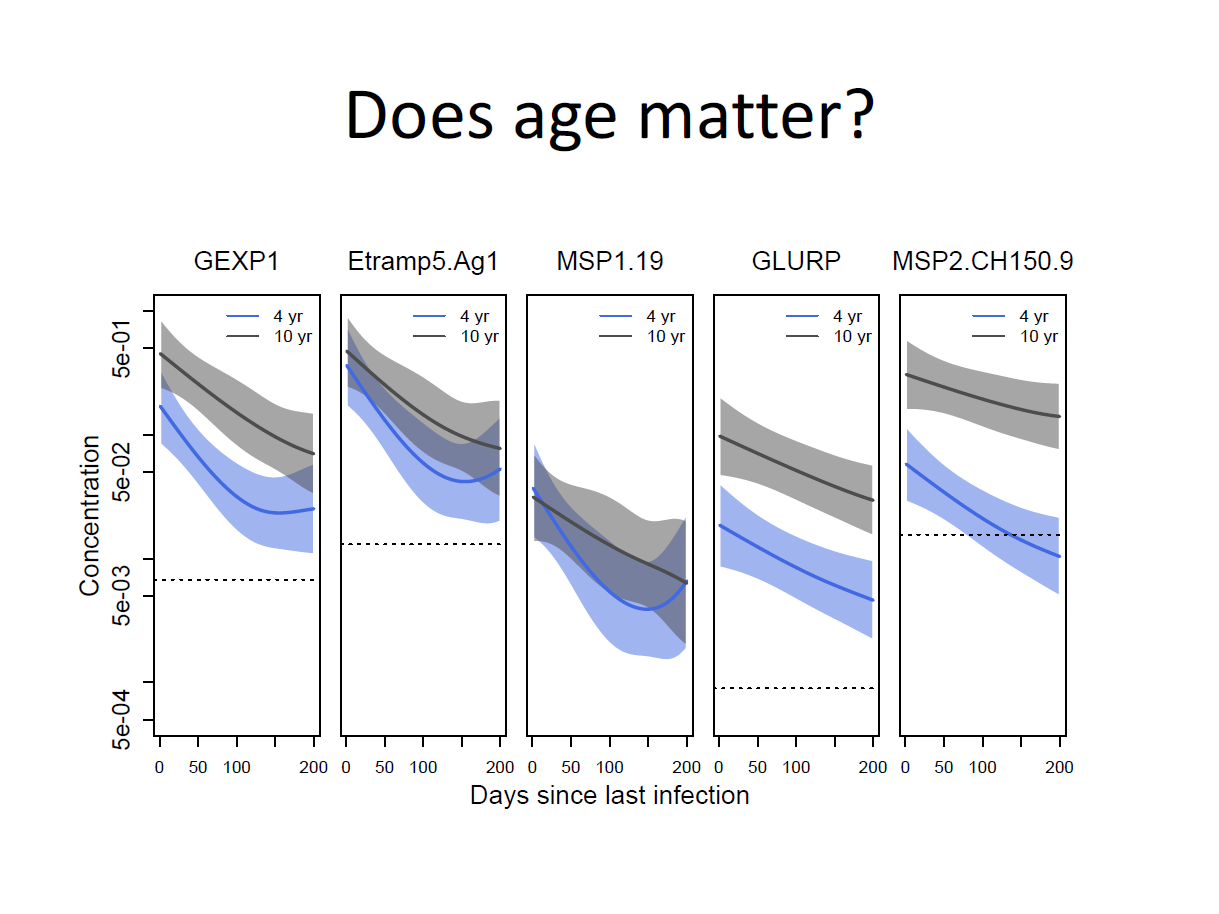 Does age matter?
GEXP1 Etramp5.Ag1 MSP1.19 GLURP MSP2.CH150.9
4 yr 4 yr 4 yr 4 yr 4 yr
10 yr 10 yr 10 yr 10 yr 10 yr
Concentration
5e-01
5e-02
5e-03
5e-04
0 50 100 200 0 50 100 200 0 50 100 200 0 50 100 200 0 50 100 200
Days since last infection